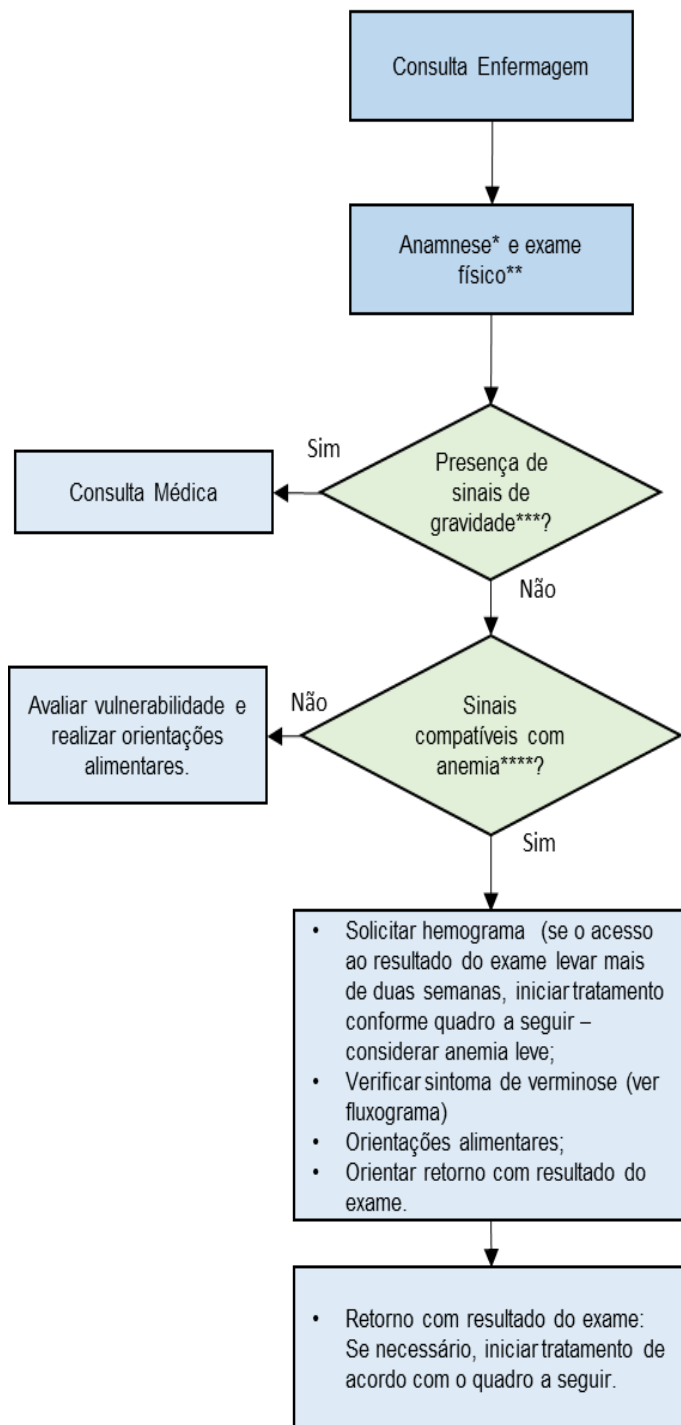 Consulta Enfermagem
Anamnese* e exame
físico**
Sim
Presença de
sinais de
gravidade***?
Consulta Médica
Não
Avaliar vulnerabilidade e
realizar orientações
alimentares.
Não
Sinais
compatíveis com
anemia****?
Sim
• Solicitar hemograma (se o acesso
ao resultado do exame levar mais
de duas semanas, iniciar tratamento
conforme quadro a seguir –
considerar anemia leve;
• Verificar sintoma de verminose (ver
fluxograma)
• Orientações alimentares;
• Orientar retorno com resultado do
exame.
• Retorno com resultado do exame:
Se necessário, iniciar tratamento de
acordo com o quadro a seguir.